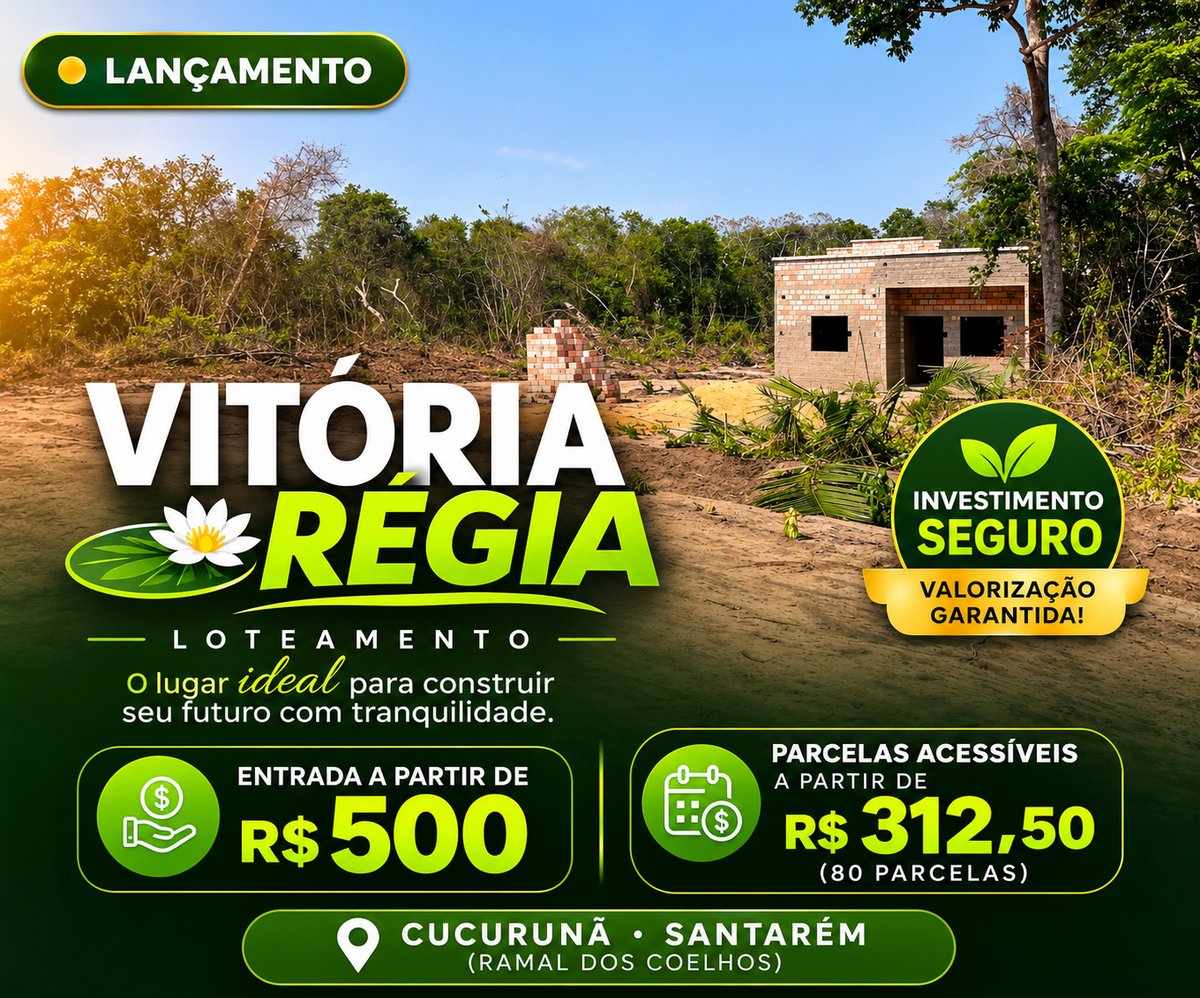 LANÇAMENTO
VITÓRIA
RÉGIA
LOTEAMENTO
O lugar ideal para construir
seu futuro com tranquilidade.
INVESTIMENTO
SEGURO
VALORIZAÇÃO
GARANTIDA!
ENTRADA A PARTIR DE
R$ 500
PARCELAS ACESSÍVEIS
A PARTIR DE
R$ 312,50
(80 PARCELAS)
CUCURUNÃ • SANTARÉM
(RAMAL DOS COELHOS)